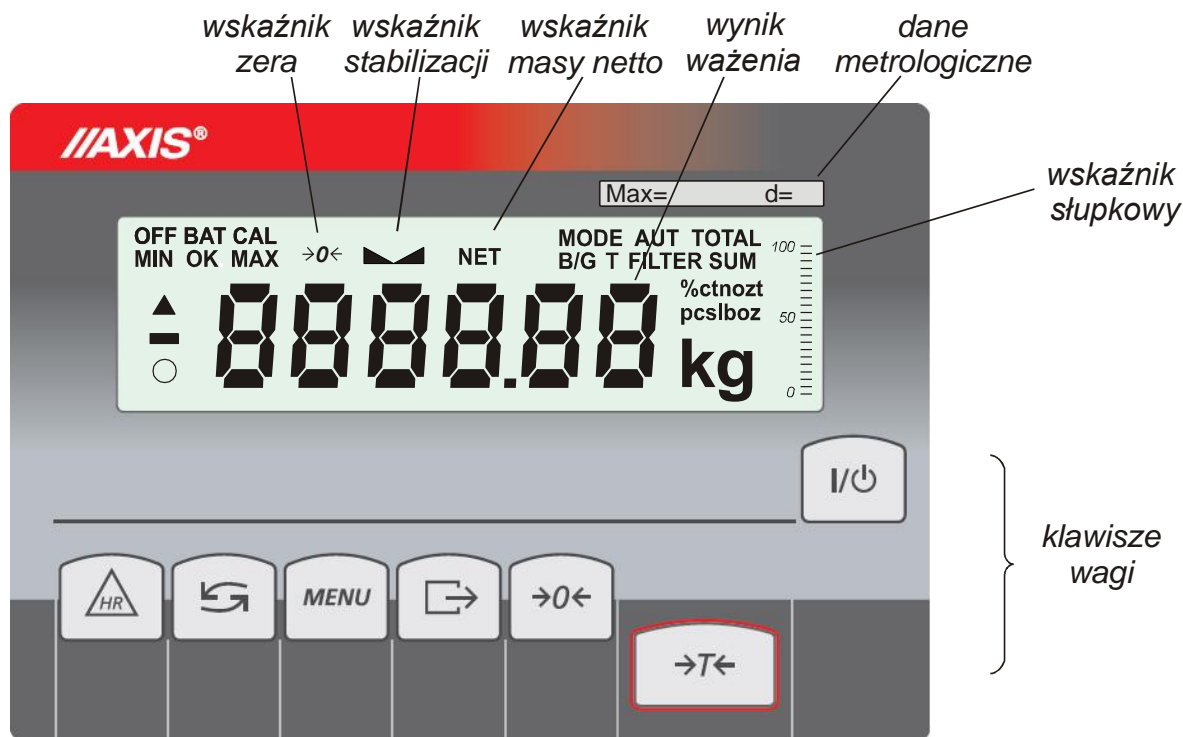 wskaźnik zera
wskaźnik stabilizacji
wskaźnik masy netto
wynik ważenia
dane metrologiczne
//AXIS®
Max= d=
wskaźnik słupkowy
OFF BAT CAL
MIN OK MAX
→0←
NET
MODE AUT TOTAL
B/G T FILTER SUM
%ctnozt
pcslboz
888888.88
kg
100
50
0
I/⏻
klawisze wagi
HR
MENU
→0←
→T←